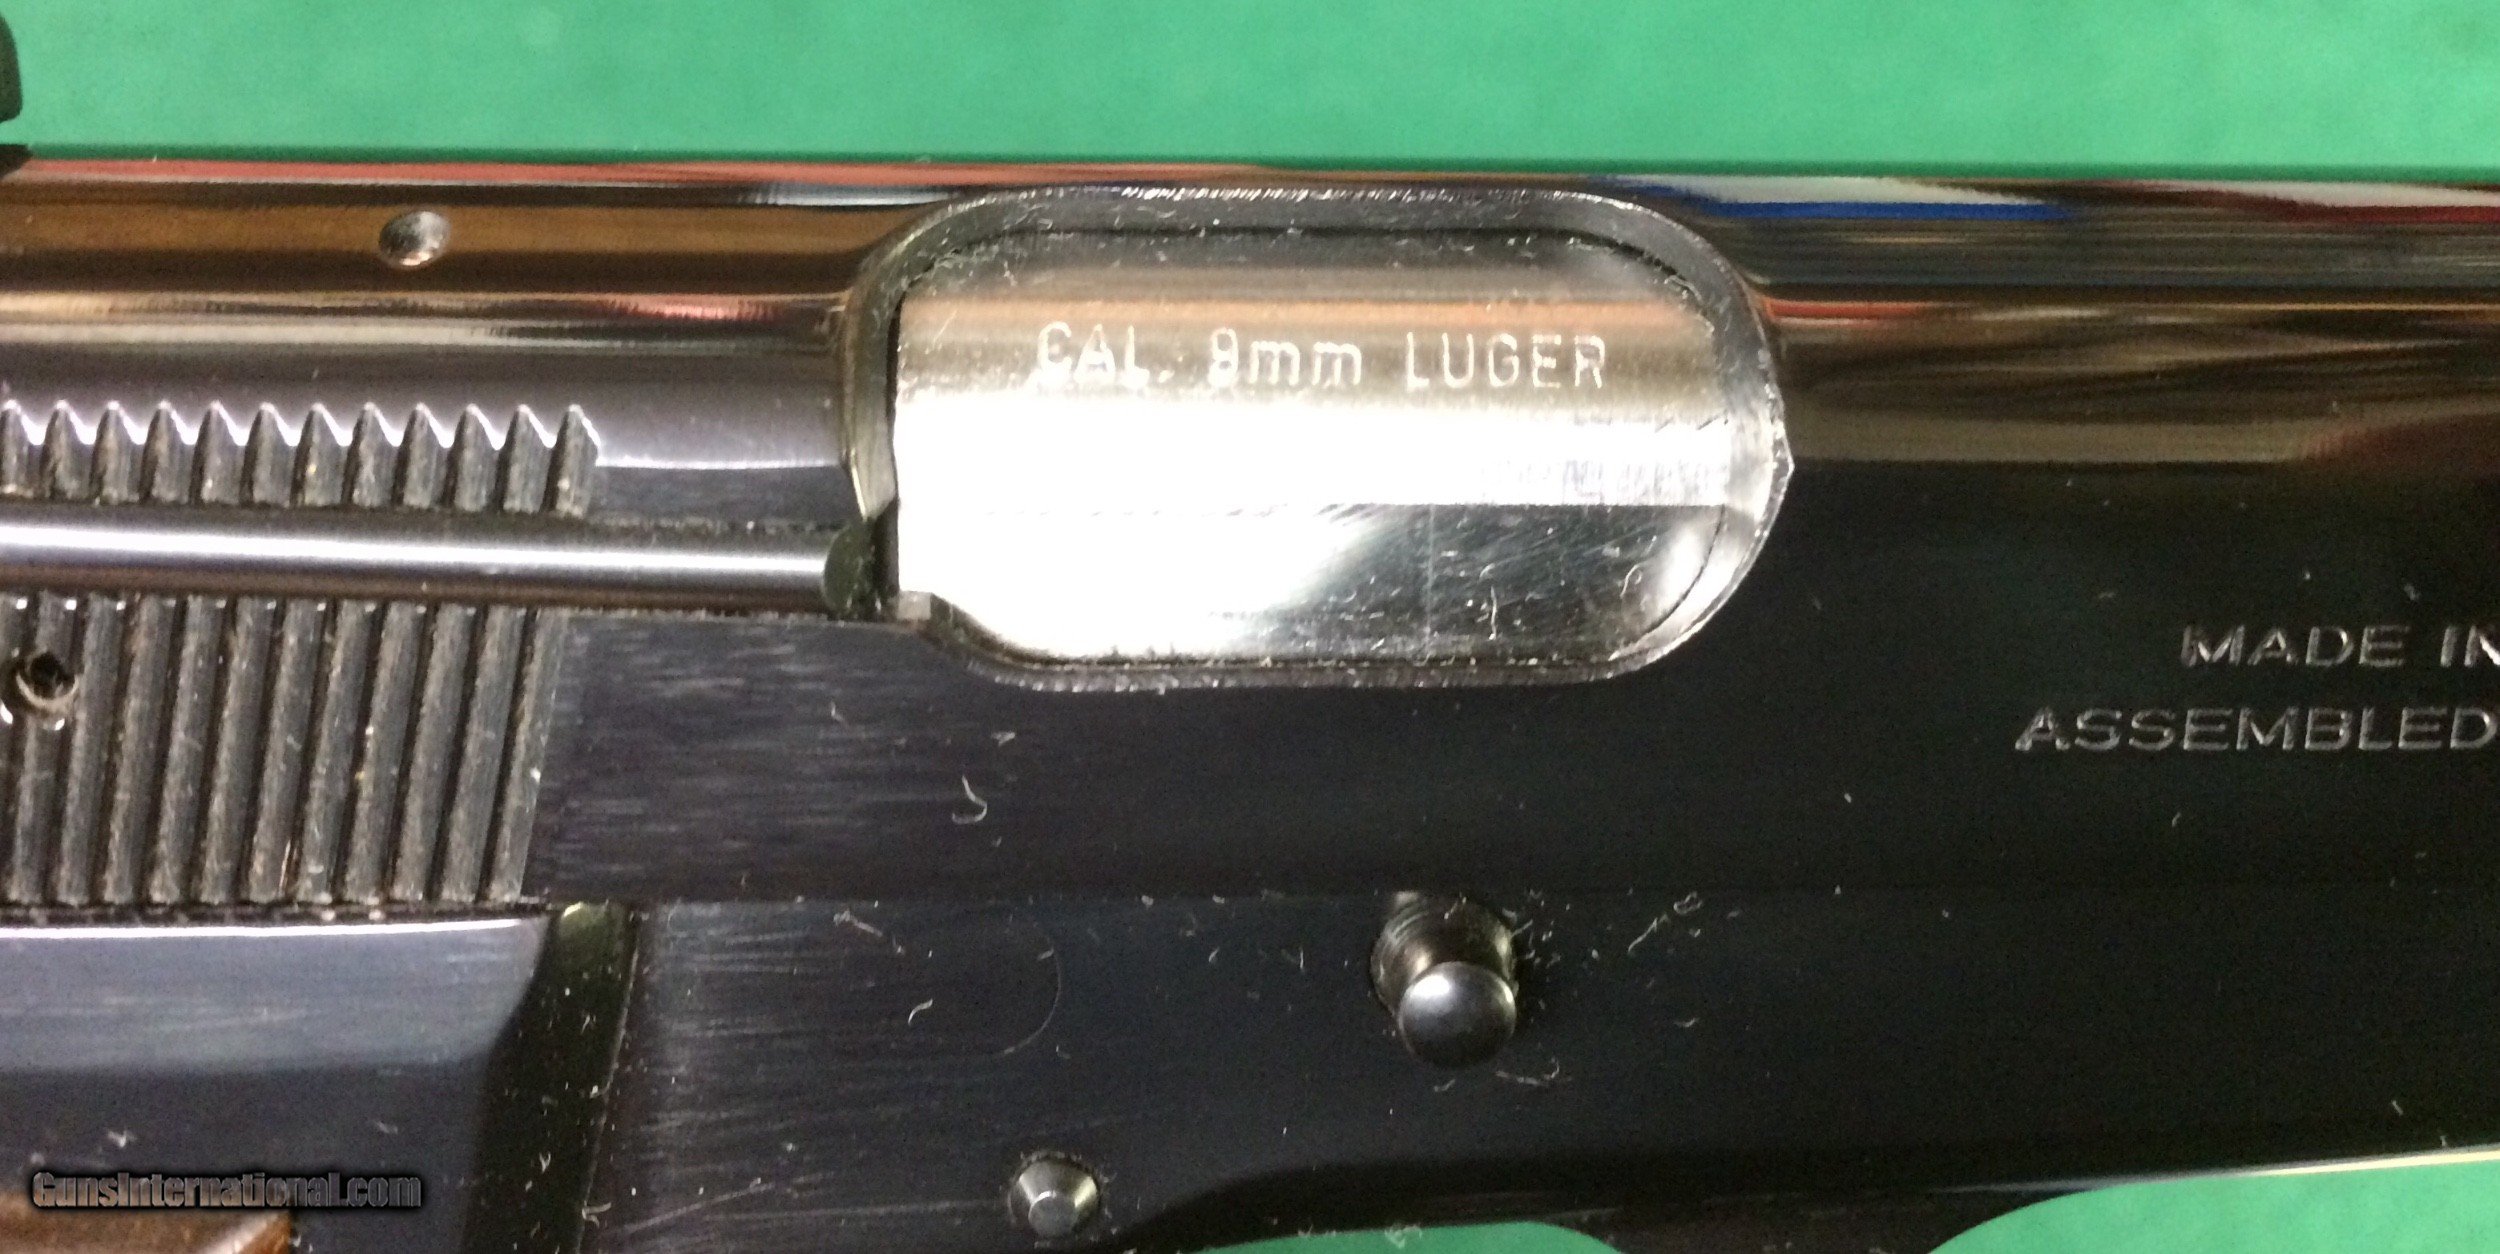 CAL. 9mm LUGER
MADE IN
ASSEMBLED
GunsInternational.com